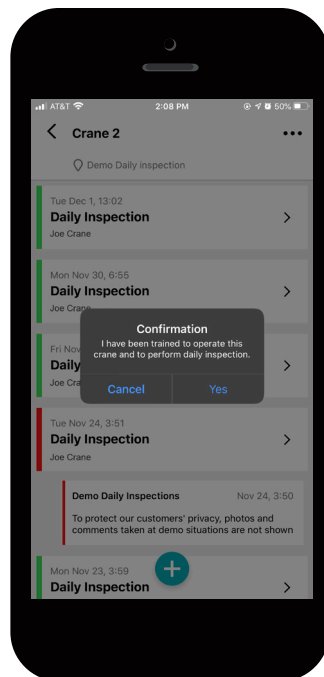 AT&T
2:08 PM
50%
Crane 2
Demo Daily inspection
Tue Dec 1, 13:02
Daily Inspection
Joe Crane
Mon Nov 30, 6:55
Daily Inspection
Joe Crane
Confirmation
I have been trained to operate this
crane and to perform daily inspection.
Cancel
Yes
Fri Nov
Daily
Joe Cra
Tue Nov 24, 3:51
Daily Inspection
Joe Crane
Demo Daily Inspections
Nov 24, 3:50
To protect our customers' privacy, photos and
comments taken at demo situations are not shown
Mon Nov 23, 3:59
Daily Inspection